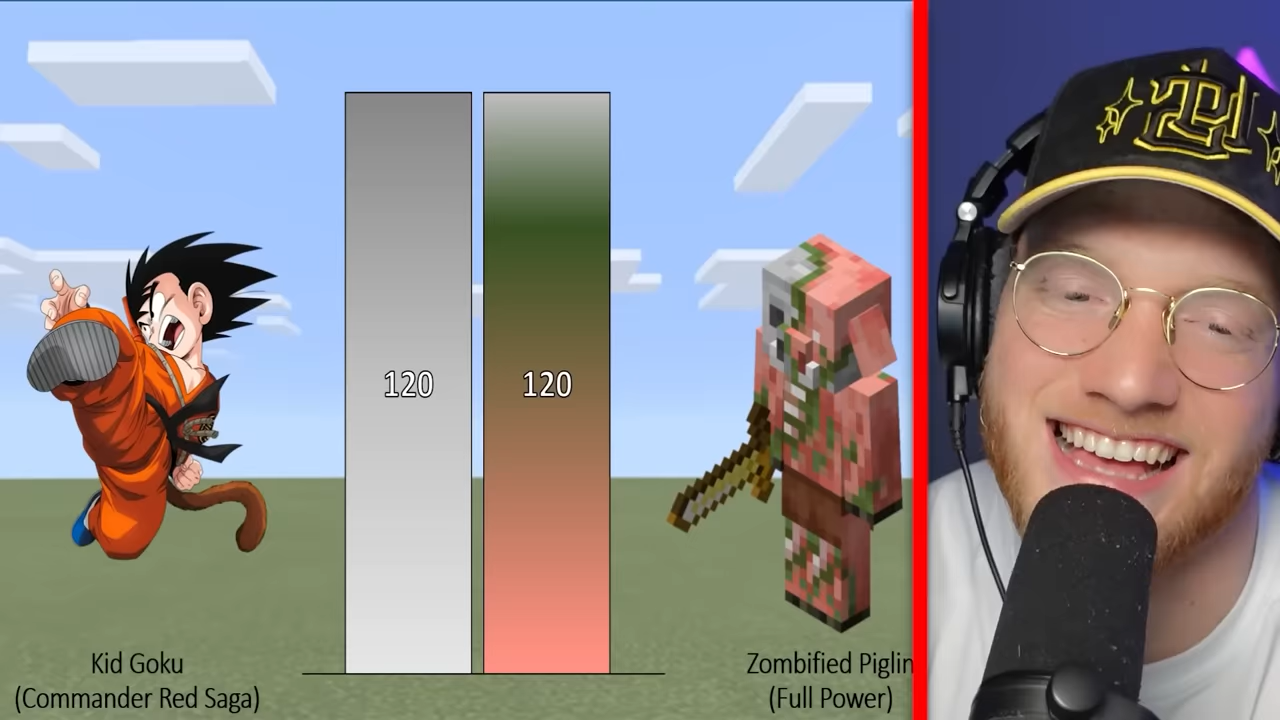 120
120
Kid Goku
(Commander Red Saga)
Zombified Piglin
(Full Power)